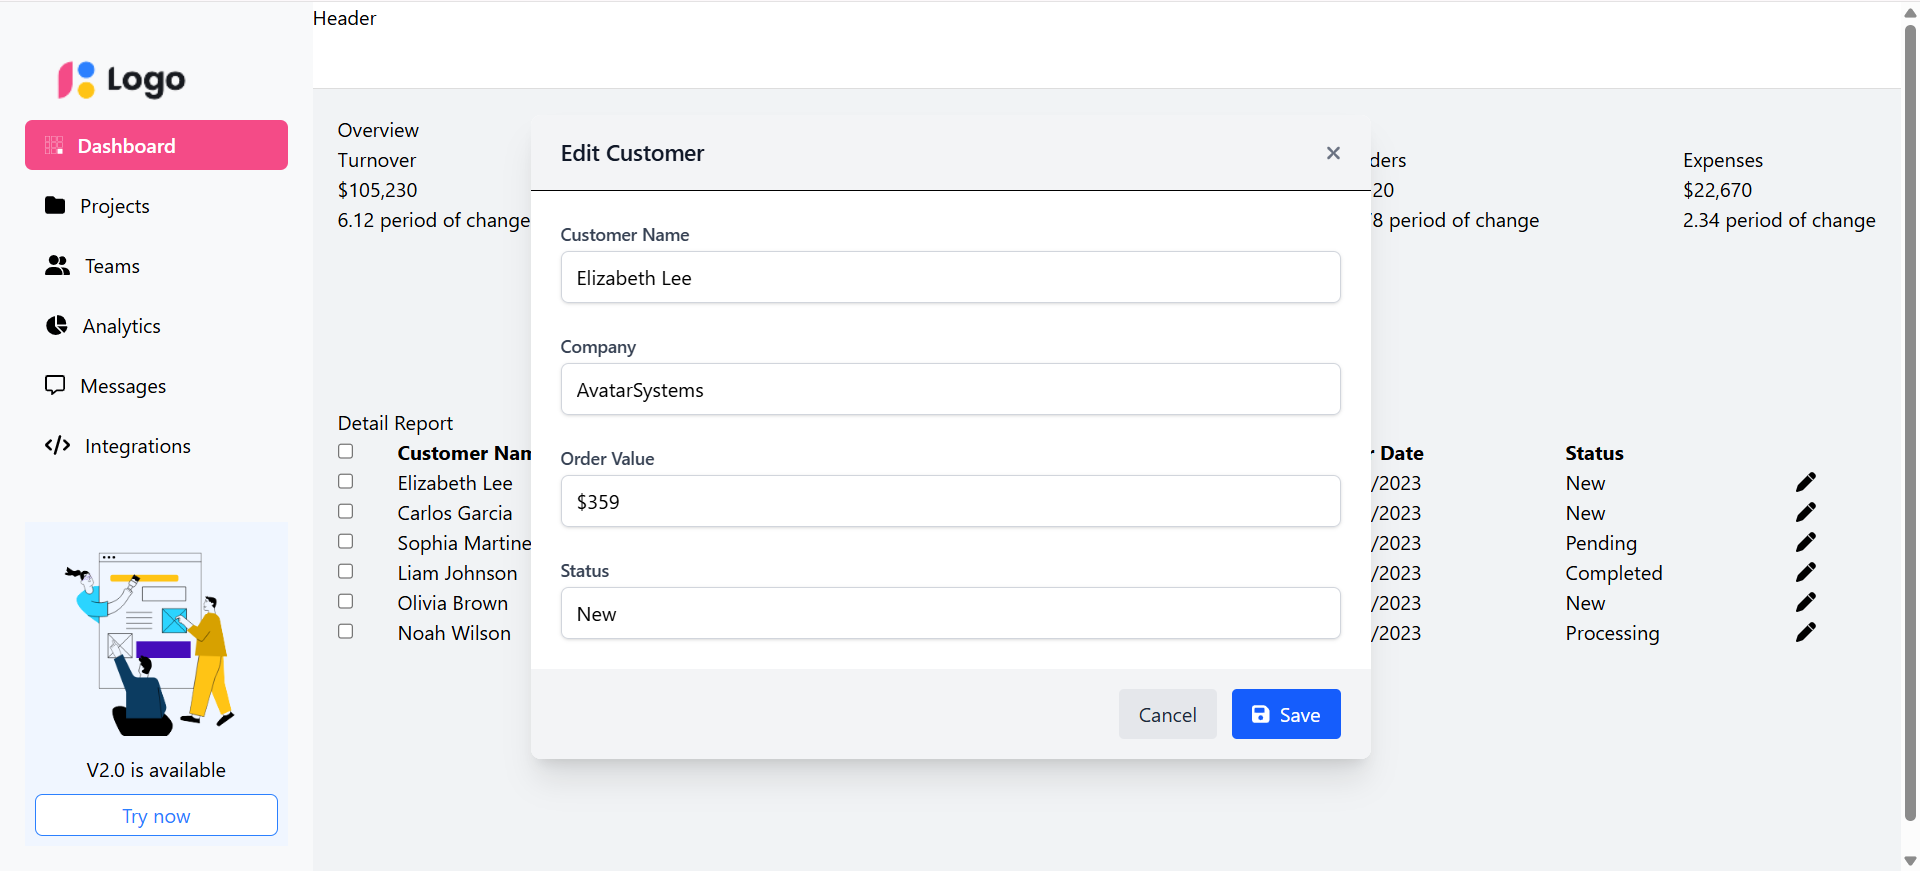 Header
Logo
Dashboard
Projects
Teams
Analytics
Messages
Integrations
V2.0 is available
Try now
Overview
Turnover
$105,230
6.12 period of change
Expenses
$22,670
2.34 period of change
ders
20
8 period of change
Edit Customer
Customer Name
Elizabeth Lee
Company
AvatarSystems
Order Value
$359
Status
New
Cancel
Save
Detail Report
Customer Nam Date Status
Elizabeth Lee /2023 New
Carlos Garcia /2023 New
Sophia Martine /2023 Pending
Liam Johnson /2023 Completed
Olivia Brown /2023 New
Noah Wilson /2023 Processing